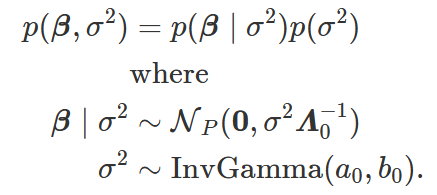 p(𝜷, σ²) = p(𝜷 | σ²)p(σ²)
where
𝜷 | σ² ∼ 𝒩_P(𝟎, σ²𝜦₀⁻¹)
σ² ∼ InvGamma(a₀, b₀).